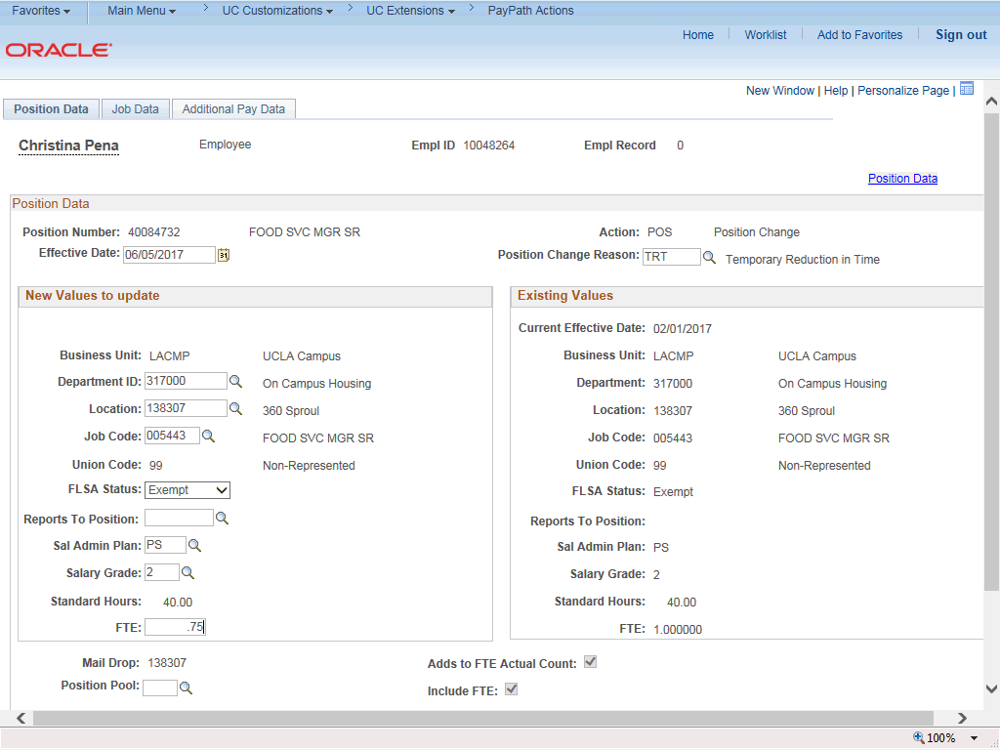 Favorites Main Menu > UC Customizations > UC Extensions > PayPath Actions
Home Worklist Add to Favorites Sign out
ORACLE
New Window | Help | Personalize Page |
Position Data Job Data Additional Pay Data
Christina Pena Employee Empl ID 10048264 Empl Record 0
Position Data
Position Data
Position Number: 40084732 FOOD SVC MGR SR Action: POS Position Change
Effective Date: 06/05/2017 31 Position Change Reason: TRT Temporary Reduction in Time
New Values to update
Business Unit: LACMP UCLA Campus
Department ID: 317000 On Campus Housing
Location: 138307 360 Sproul
Job Code: 005443 FOOD SVC MGR SR
Union Code: 99 Non-Represented
FLSA Status: Exempt
Reports To Position:
Sal Admin Plan: PS
Salary Grade: 2
Standard Hours: 40.00
FTE: .75
Existing Values
Current Effective Date: 02/01/2017
Business Unit: LACMP UCLA Campus
Department: 317000 On Campus Housing
Location: 138307 360 Sproul
Job Code: 005443 FOOD SVC MGR SR
Union Code: 99 Non-Represented
FLSA Status: Exempt
Reports To Position:
Sal Admin Plan: PS
Salary Grade: 2
Standard Hours: 40.00
FTE: 1.000000
Mail Drop: 138307 Adds to FTE Actual Count:
Position Pool: Include FTE:
100%